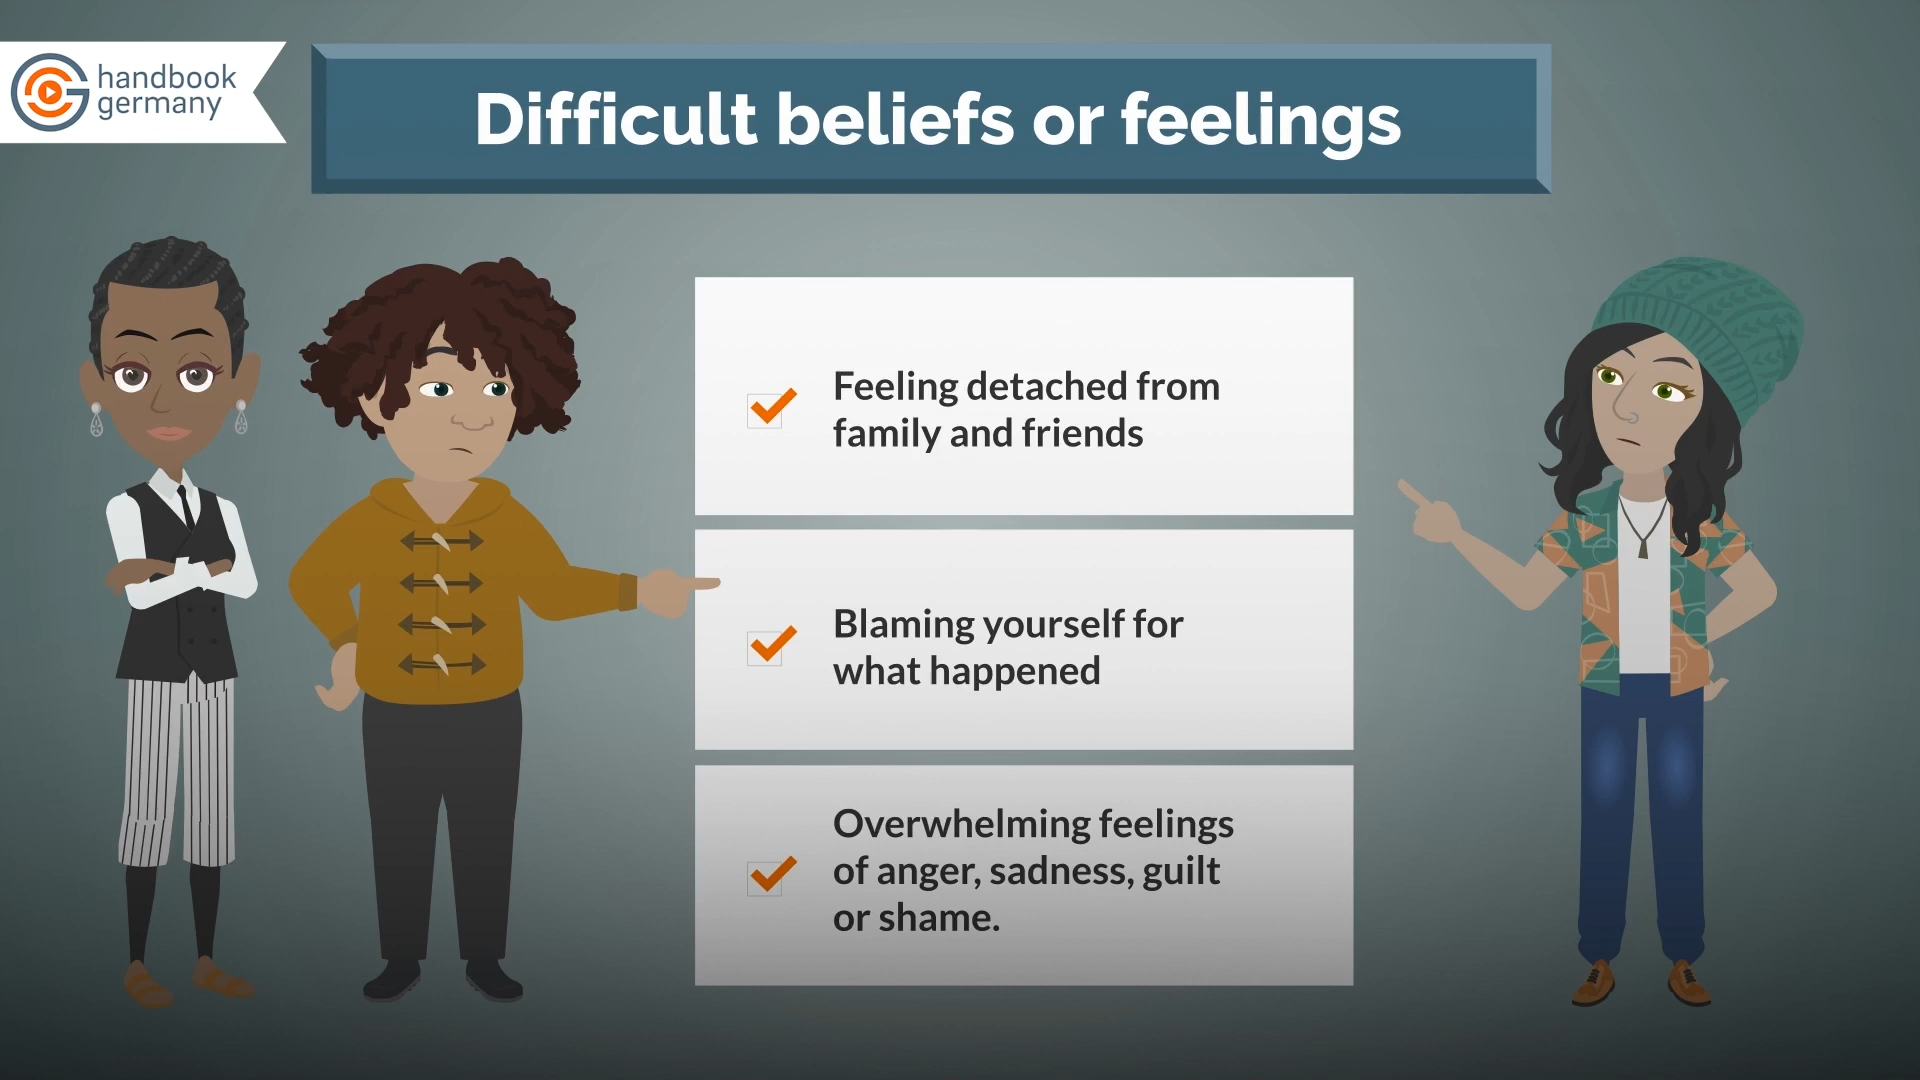 handbook
germany
Difficult beliefs or feelings
Feeling detached from
family and friends
Blaming yourself for
what happened
Overwhelming feelings
of anger, sadness, guilt
or shame.